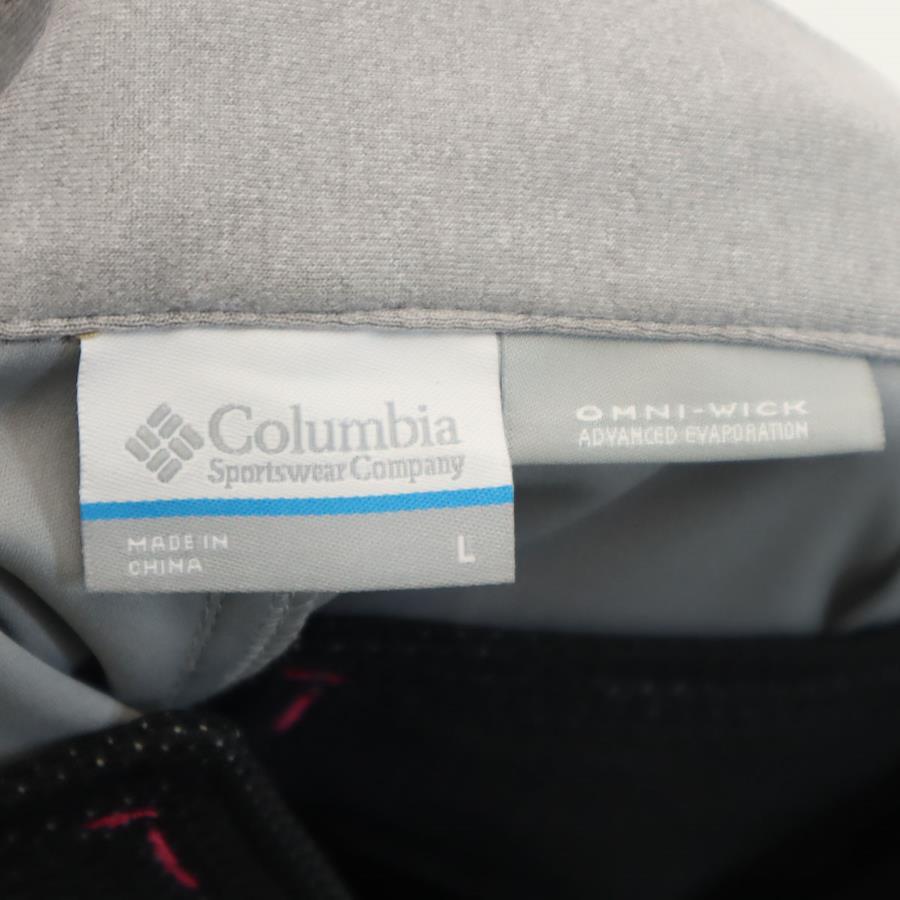 Columbia
Sportswear Company
MADE IN
CHINA
L
OMNI-WICK
ADVANCED EVAPORATION